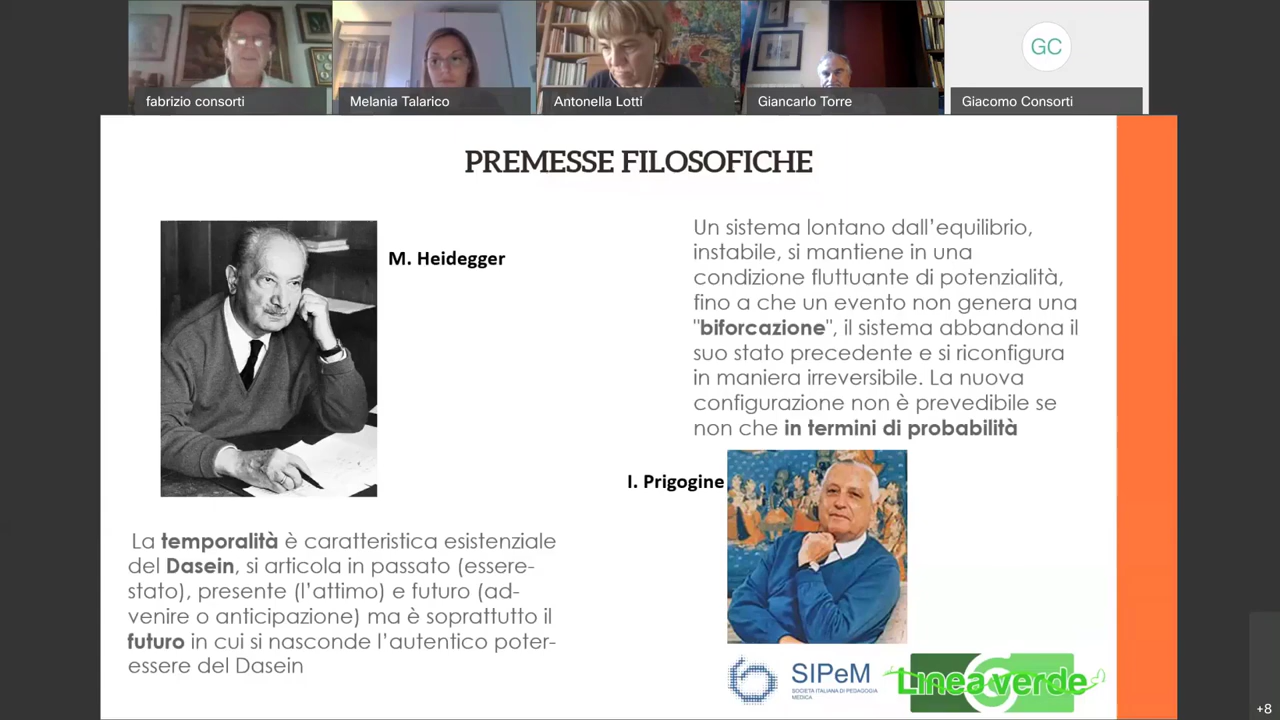 fabrizio consorti
Melania Talarico
Antonella Lotti
Giancarlo Torre
GC
Giacomo Consorti
PREMESSE FILOSOFICHE
M. Heidegger
La temporalità è caratteristica esistenziale
del Dasein, si articola in passato (essere-
stato), presente (l'attimo) e futuro (ad-
venire o anticipazione) ma è soprattutto il
futuro in cui si nasconde l'autentico poter-
essere del Dasein
Un sistema lontano dall'equilibrio,
instabile, si mantiene in una
condizione fluttuante di potenzialità,
fino a che un evento non genera una
"biforcazione", il sistema abbandona il
suo stato precedente e si riconfigura
in maniera irreversibile. La nuova
configurazione non è prevedibile se
non che in termini di probabilità
I. Prigogine
SIPeM
SOCIETÀ ITALIANA DI PEDAGOGIA
MEDICA
Linea verde
+8